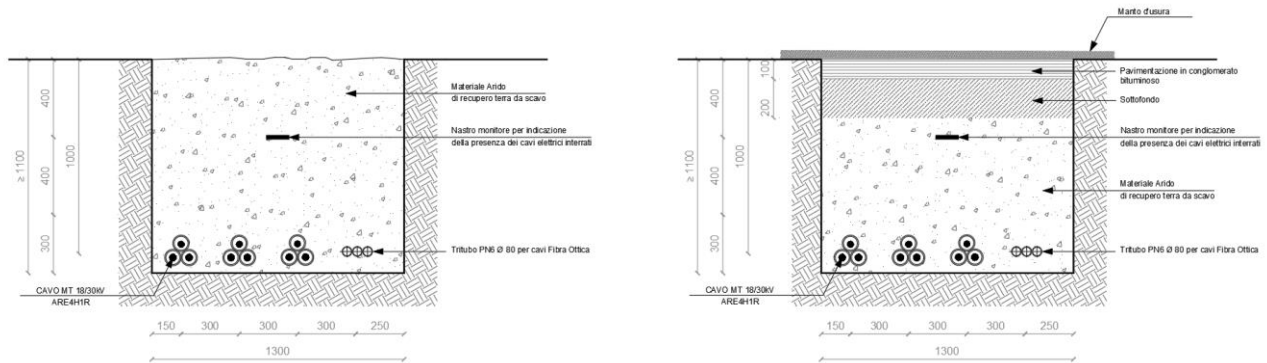 Materiale Arido
di recupero terra da scavo
Nastro monitore per indicazione
della presenza dei cavi elettrici interrati
Tritubo PN6 Ø 80 per cavi Fibra Ottica
CAVO MT 18/30kV
ARE4H1R
≥ 1100
400
400
300
1000
150
300
300
300
250
1300
Manto d'usura
Pavimentazione in conglomerato
bituminoso
Sottofondo
Nastro monitore per indicazione
della presenza dei cavi elettrici interrati
Materiale Arido
di recupero terra da scavo
Tritubo PN6 Ø 80 per cavi Fibra Ottica
CAVO MT 18/30kV
ARE4H1R
≥ 1100
400
400
300
1000
100
200
150
300
300
300
250
1300